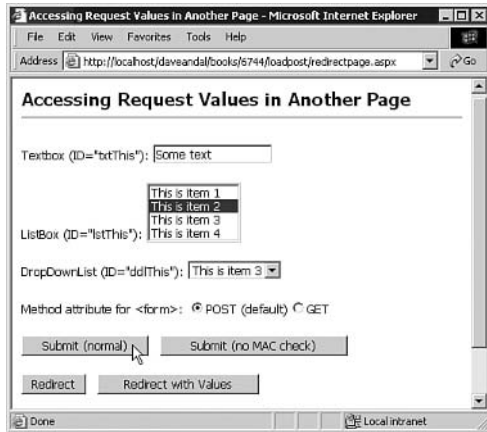 Accessing Request Values in Another Page - Microsoft Internet Explorer
File Edit View Favorites Tools Help
Address http://localhost/daveandal/books/6744/loadpost/redirectpage.aspx Go
Accessing Request Values in Another Page
Textbox (ID="txtThis"): Some text
This is item 1
This is item 2
This is item 3
ListBox (ID="lstThis"): This is item 4
DropDownList (ID="ddlThis"): This is item 3
Method attribute for <form>: POST (default) GET
Submit (normal) Submit (no MAC check)
Redirect Redirect with Values
Done Local intranet